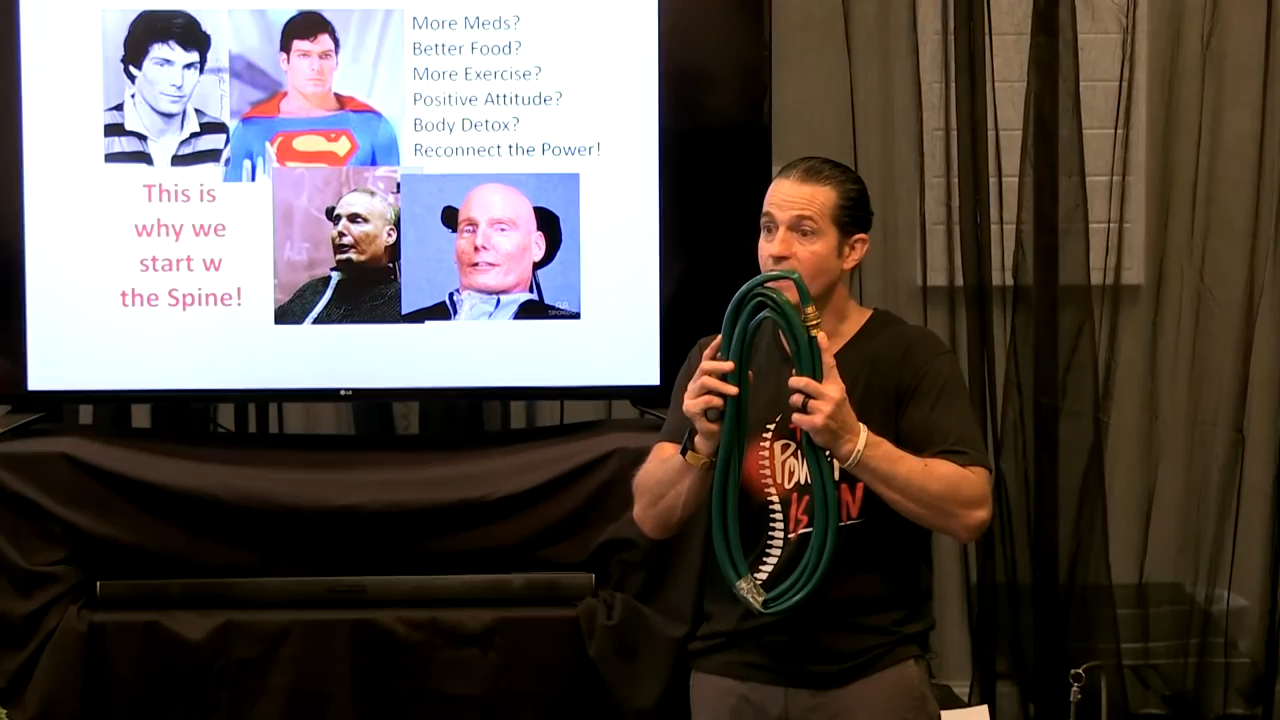 More Meds?
Better Food?
More Exercise?
Positive Attitude?
Body Detox?
Reconnect the Power!
This is
why we
start w
the Spine!
LG